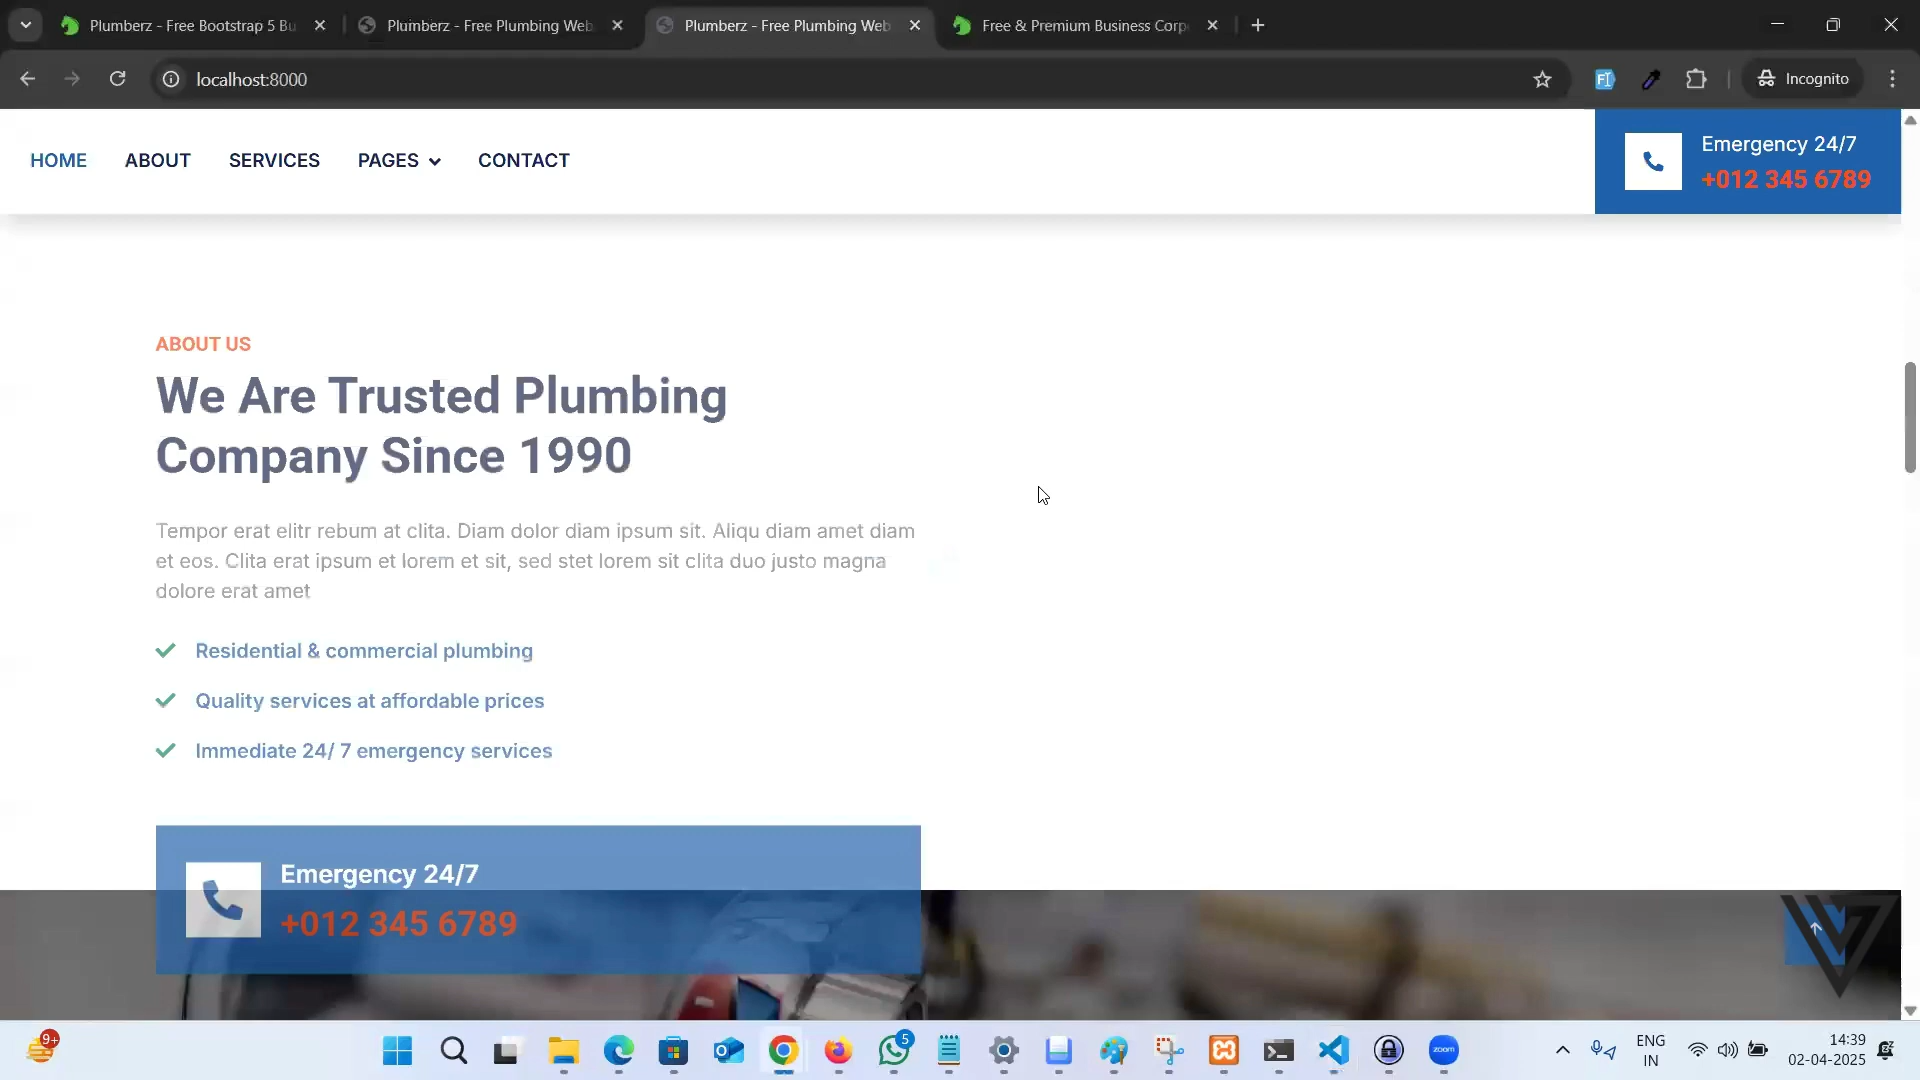 Plumberz - Free Bootstrap 5 Bu
Plumberz - Free Plumbing Web
Plumberz - Free Plumbing Web
Free & Premium Business Corp
localhost:8000
Incognito
HOME
ABOUT
SERVICES
PAGES
CONTACT
Emergency 24/7
+012 345 6789
ABOUT US
We Are Trusted Plumbing
Company Since 1990
Tempor erat elitr rebum at clita. Diam dolor diam ipsum sit. Aliqu diam amet diam
et eos. Clita erat ipsum et lorem et sit, sed stet lorem sit clita duo justo magna
dolore erat amet
Residential & commercial plumbing
Quality services at affordable prices
Immediate 24/ 7 emergency services
Emergency 24/7
+012 345 6789
9+
5
zoom
ENG
IN
14:39
02-04-2025